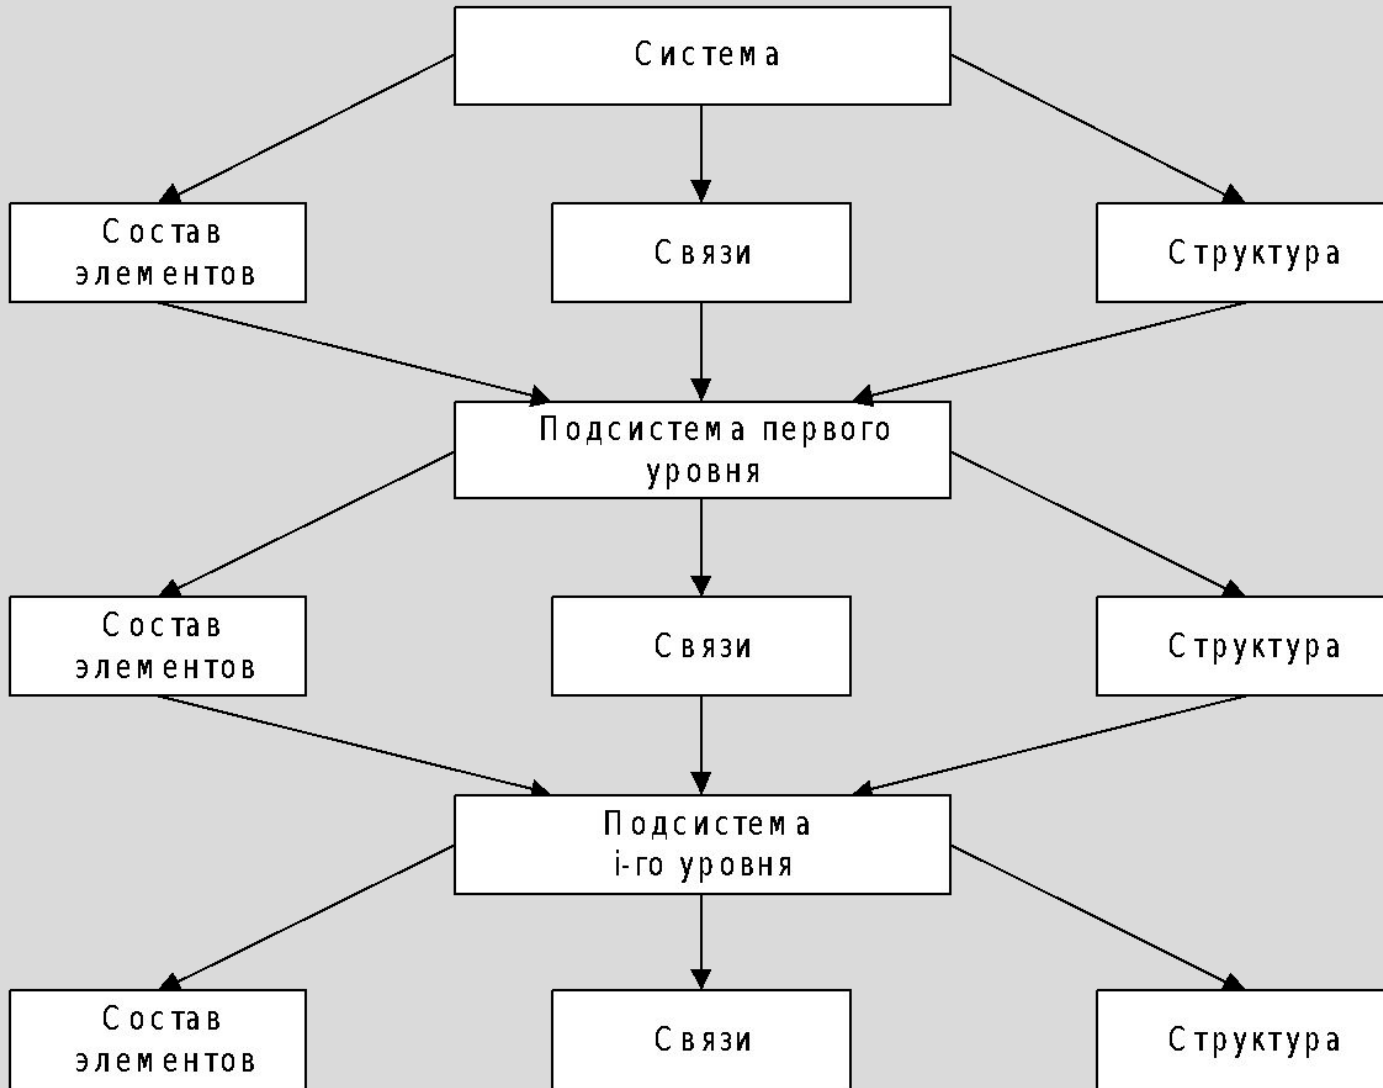 Система
Состав
элементов
Связи
Структура
Подсистема первого
уровня
Состав
элементов
Связи
Структура
Подсистема
i-го уровня
Состав
элементов
Связи
Структура